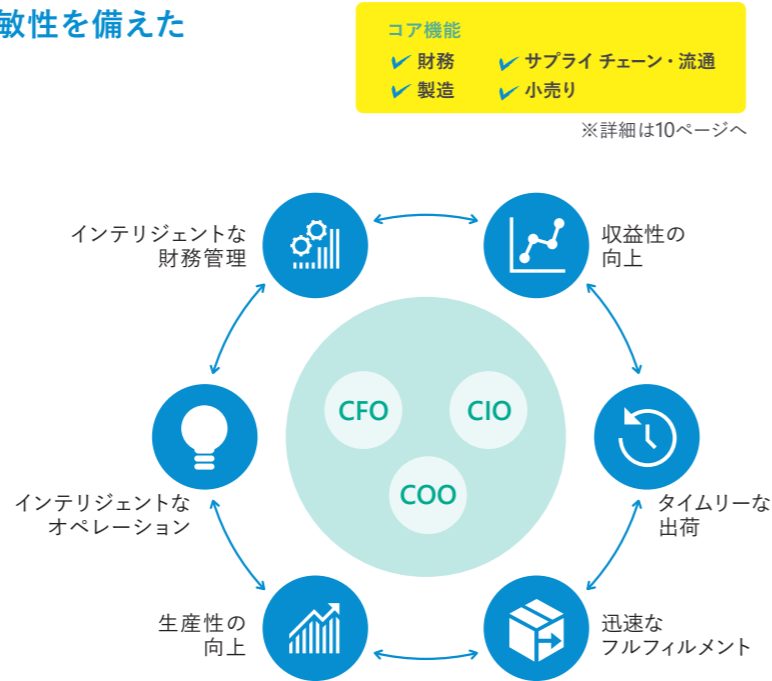 敏性を備えた
コア機能
財務
サプライ チェーン・流通
製造
小売り
※詳細は10ページへ
インテリジェントな
財務管理
収益性の
向上
CFO
CIO
COO
インテリジェントな
オペレーション
タイムリーな
出荷
生産性の
向上
迅速な
フルフィルメント